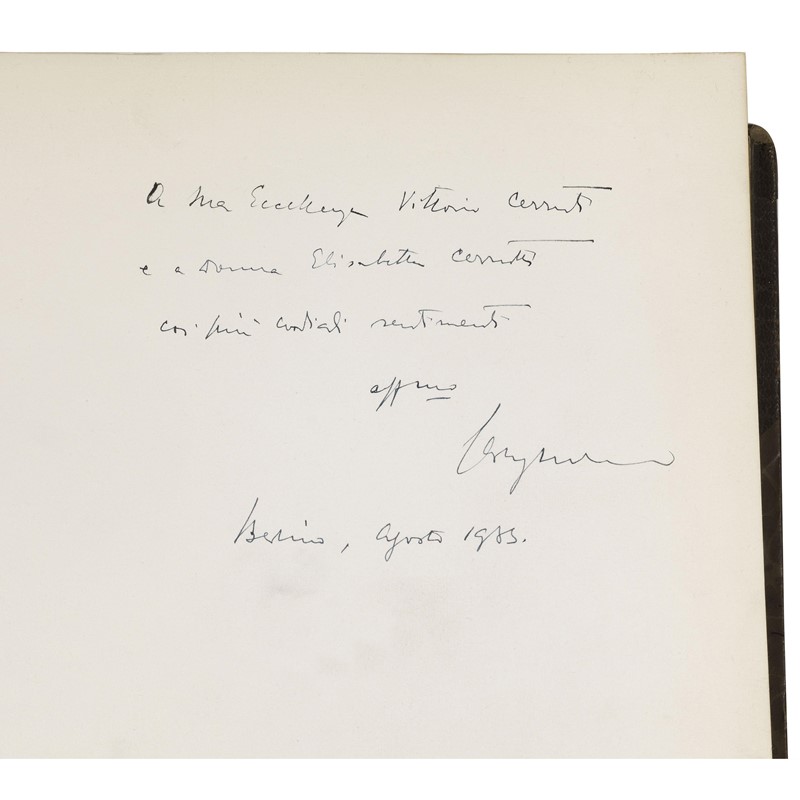 A Sua Eccellenza Vittorio Cerruti
e a Donna Elisabetta Cerruti
coi più cordiali sentimenti
affmo
Berlino, Agosto 1933.